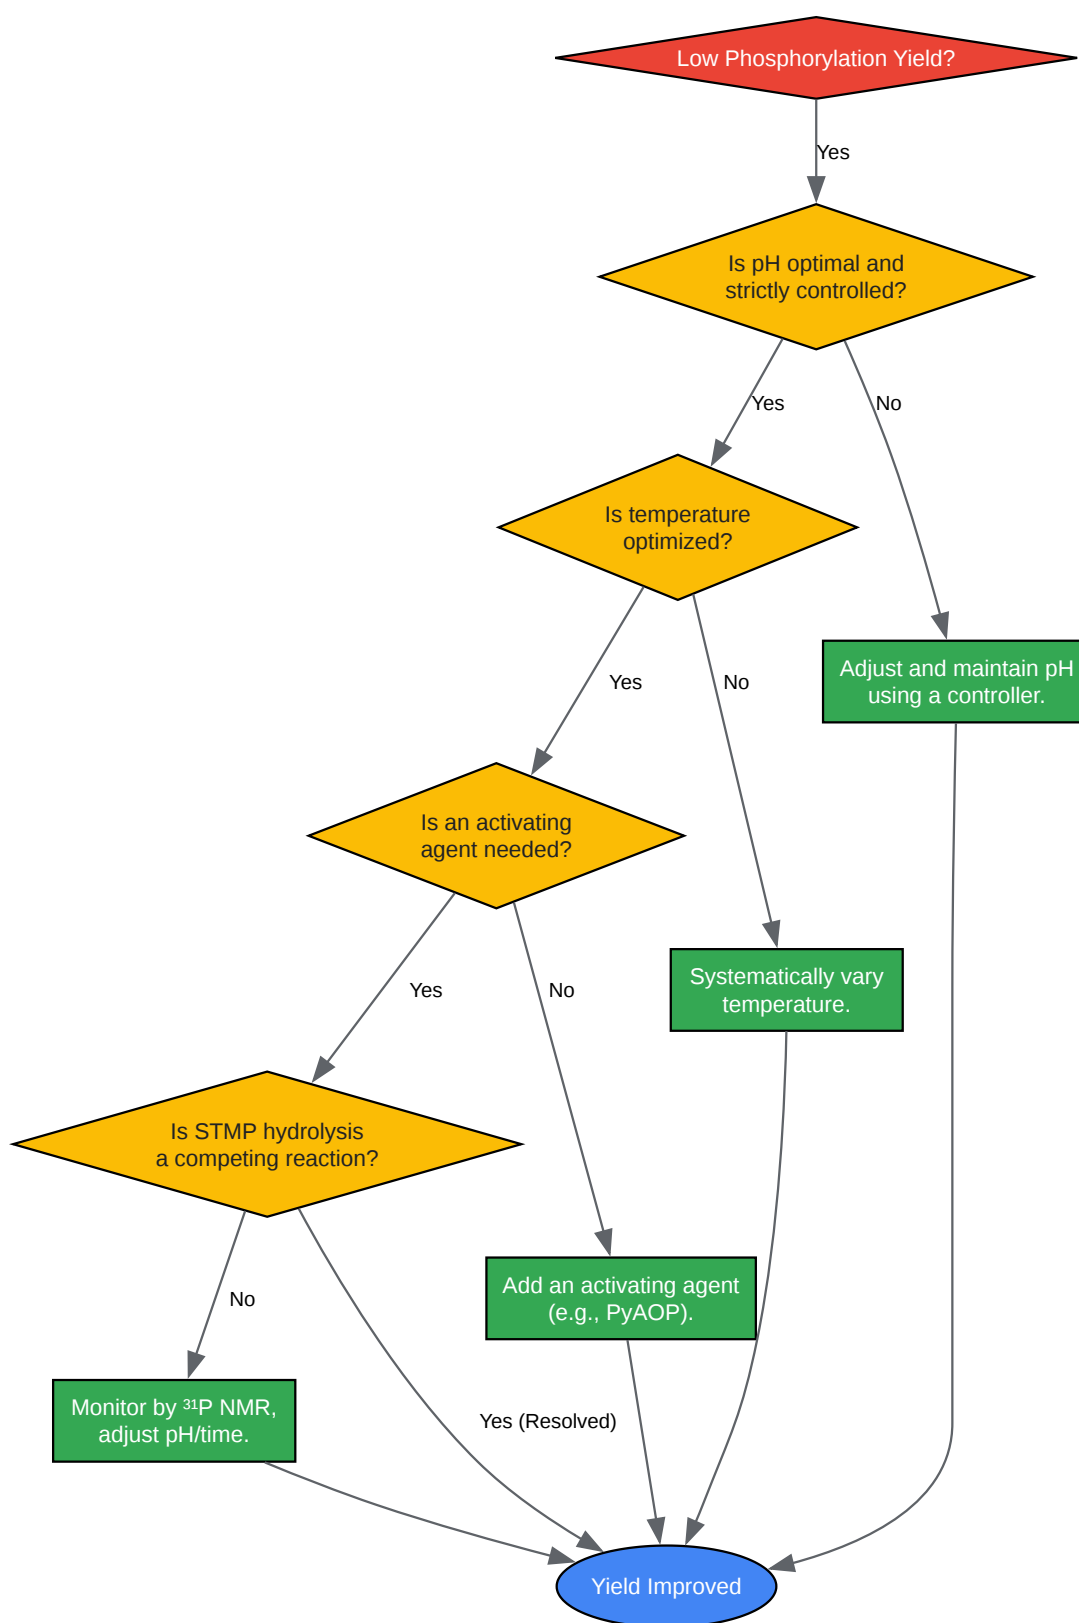 Low Phosphorylation Yield?
Yes
Is pH optimal and
strictly controlled?
Yes
No
Is temperature
optimized?
Yes
No
Adjust and maintain pH
using a controller.
Is an activating
agent needed?
Yes
No
Systematically vary
temperature.
Is STMP hydrolysis
a competing reaction?
No
Add an activating agent
(e.g., PyAOP).
Monitor by ³¹P NMR,
adjust pH/time.
Yes (Resolved)
Yield Improved